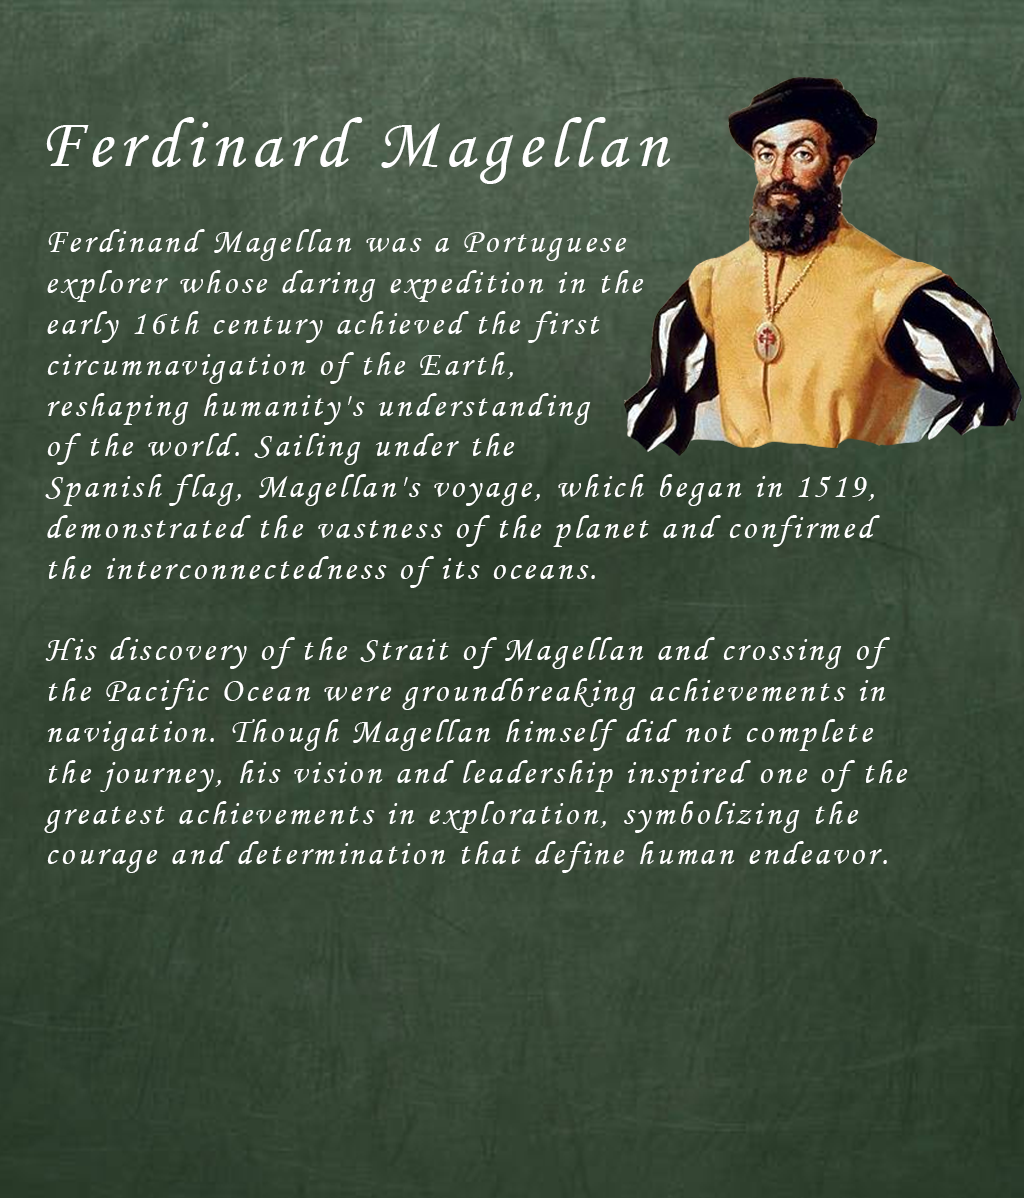 Ferdinard Magellan
Ferdinand Magellan was a Portuguese
explorer whose daring expedition in the
early 16th century achieved the first
circumnavigation of the Earth,
reshaping humanity's understanding
of the world. Sailing under the
Spanish flag, Magellan's voyage, which began in 1519,
demonstrated the vastness of the planet and confirmed
the interconnectedness of its oceans.
His discovery of the Strait of Magellan and crossing of
the Pacific Ocean were groundbreaking achievements in
navigation. Though Magellan himself did not complete
the journey, his vision and leadership inspired one of the
greatest achievements in exploration, symbolizing the
courage and determination that define human endeavor.